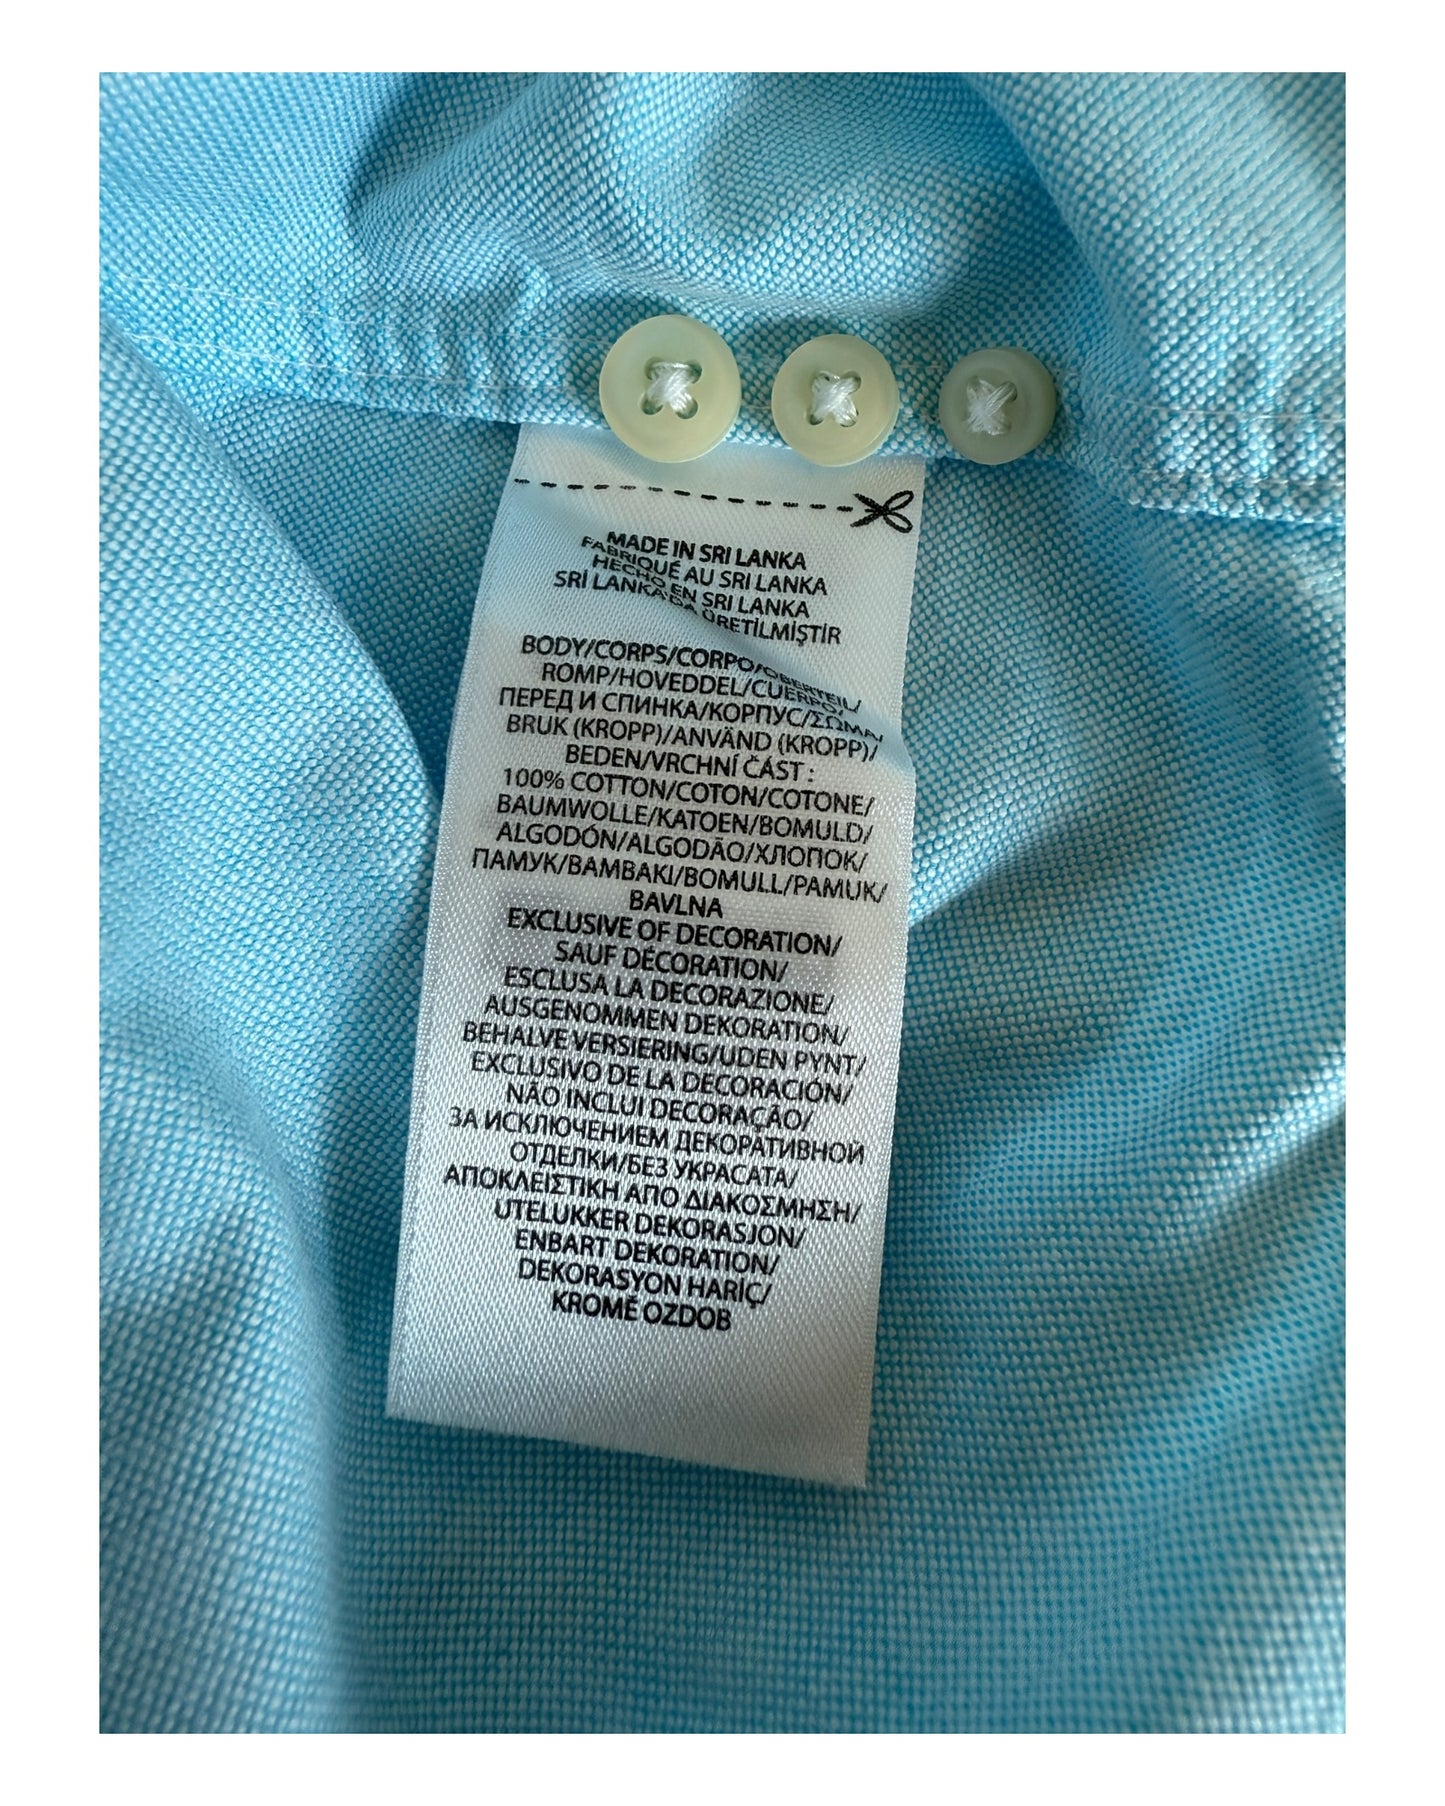 MADE IN SRI LANKA
FABRIQUÉ AU SRI LANKA
HECHO EN SRI LANKA
SRİ LANKA'DA ÜRETİLMİŞTİR
BODY/CORPS/CORPO/OBERTEIL/
ROMP/HOVEDDEL/CUERPO/
ПЕРЕД И СПИНКА/КОРПУС/ΣΩΜΑ/
BRUK (KROPP)/ANVÄND (KROPP)/
BEDEN/VRCHNÍ ČÁST :
100% COTTON/COTON/COTONE/
BAUMWOLLE/KATOEN/BOMULD/
ALGODÓN/ALGODÃO/ХЛОПОК/
ПАМУК/BAMBAKI/BOMULL/PAMUK/
BAVLNA
EXCLUSIVE OF DECORATION/
SAUF DÉCORATION/
ESCLUSA LA DECORAZIONE/
AUSGENOMMEN DEKORATION/
BEHALVE VERSIERING/UDEN PYNT/
EXCLUSIVO DE LA DECORACIÓN/
NÃO INCLUI DECORAÇÃO/
ЗА ИСКЛЮЧЕНИЕМ ДЕКОРАТИВНОЙ
ОТДЕЛКИ/БЕЗ УКРАСАТА/
ΑΠΟΚΛΕΙΣΤΙΚΗ ΑΠΟ ΔΙΑΚΟΣΜΗΣΗ/
UTELUKKER DEKORASJON/
ENBART DEKORATION/
DEKORASYON HARİÇ/
KROMĚ OZDOB